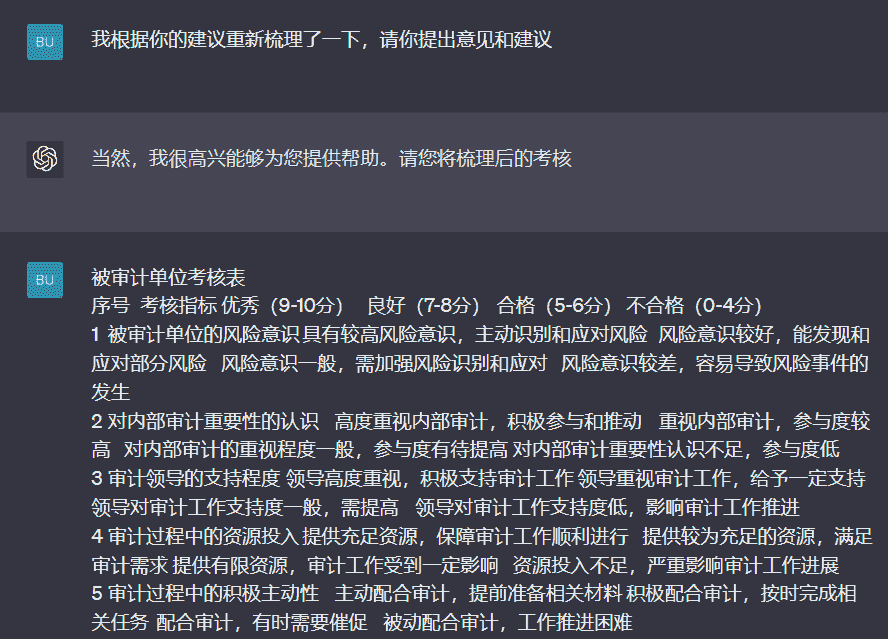 BU
我根据你的建议重新梳理了一下，请你提出意见和建议
当然，我很高兴能够为您提供帮助。请您将梳理后的考核
BU
被审计单位考核表
序号 考核指标 优秀（9-10分） 良好（7-8分） 合格（5-6分） 不合格（0-4分）
1 被审计单位的风险意识 具有较高风险意识，主动识别和应对风险 风险意识较好，能发现和
应对部分风险 风险意识一般，需加强风险识别和应对 风险意识较差，容易导致风险事件的
发生
2 对内部审计重要性的认识 高度重视内部审计，积极参与和推动 重视内部审计，参与度较
高 对内部审计的重视程度一般，参与度有待提高 对内部审计重要性认识不足，参与度低
3 审计领导的支持程度 领导高度重视，积极支持审计工作 领导重视审计工作，给予一定支持
领导对审计工作支持度一般，需提高 领导对审计工作支持度低，影响审计工作推进
4 审计过程中的资源投入 提供充足资源，保障审计工作顺利进行 提供较为充足的资源，满足
审计需求 提供有限资源，审计工作受到一定影响 资源投入不足，严重影响审计工作进展
5 审计过程中的积极主动性 主动配合审计，提前准备相关材料 积极配合审计，按时完成相
关任务 配合审计，有时需要催促 被动配合审计，工作推进困难